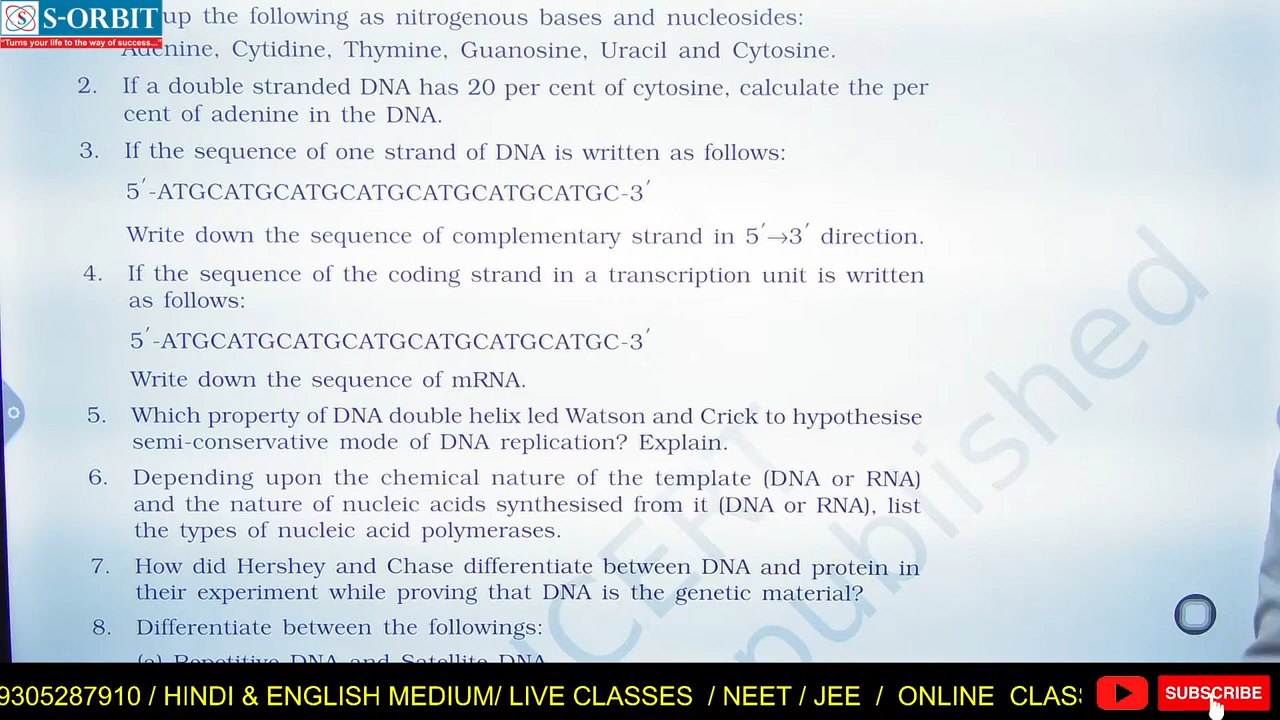 S-ORBIT
"Turns your life to the way of success..."
up the following as nitrogenous bases and nucleosides:
Adenine, Cytidine, Thymine, Guanosine, Uracil and Cytosine.
2. If a double stranded DNA has 20 per cent of cytosine, calculate the per
cent of adenine in the DNA.
3. If the sequence of one strand of DNA is written as follows:
5′-ATGCATGCATGCATGCATGCATGCATGC-3′
Write down the sequence of complementary strand in 5′→3′ direction.
4. If the sequence of the coding strand in a transcription unit is written
as follows:
5′-ATGCATGCATGCATGCATGCATGCATGC-3′
Write down the sequence of mRNA.
5. Which property of DNA double helix led Watson and Crick to hypothesise
semi-conservative mode of DNA replication? Explain.
6. Depending upon the chemical nature of the template (DNA or RNA)
and the nature of nucleic acids synthesised from it (DNA or RNA), list
the types of nucleic acid polymerases.
7. How did Hershey and Chase differentiate between DNA and protein in
their experiment while proving that DNA is the genetic material?
8. Differentiate between the followings:
(a) Repetitive DNA and Satellite DNA
NCERT
published
9305287910 / HINDI & ENGLISH MEDIUM/ LIVE CLASSES / NEET / JEE / ONLINE CLAS
SUBSCRIBE